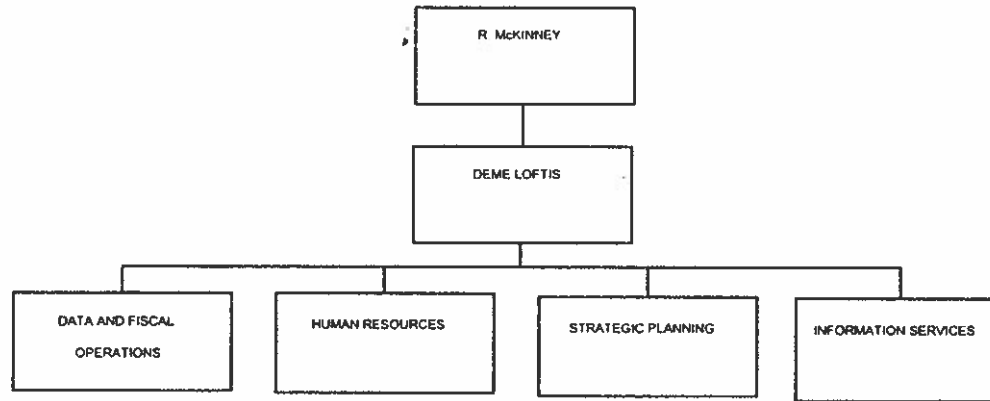 R McKINNEY
DEME LOFTIS
DATA AND FISCAL
OPERATIONS
HUMAN RESOURCES
STRATEGIC PLANNING
INFORMATION SERVICES